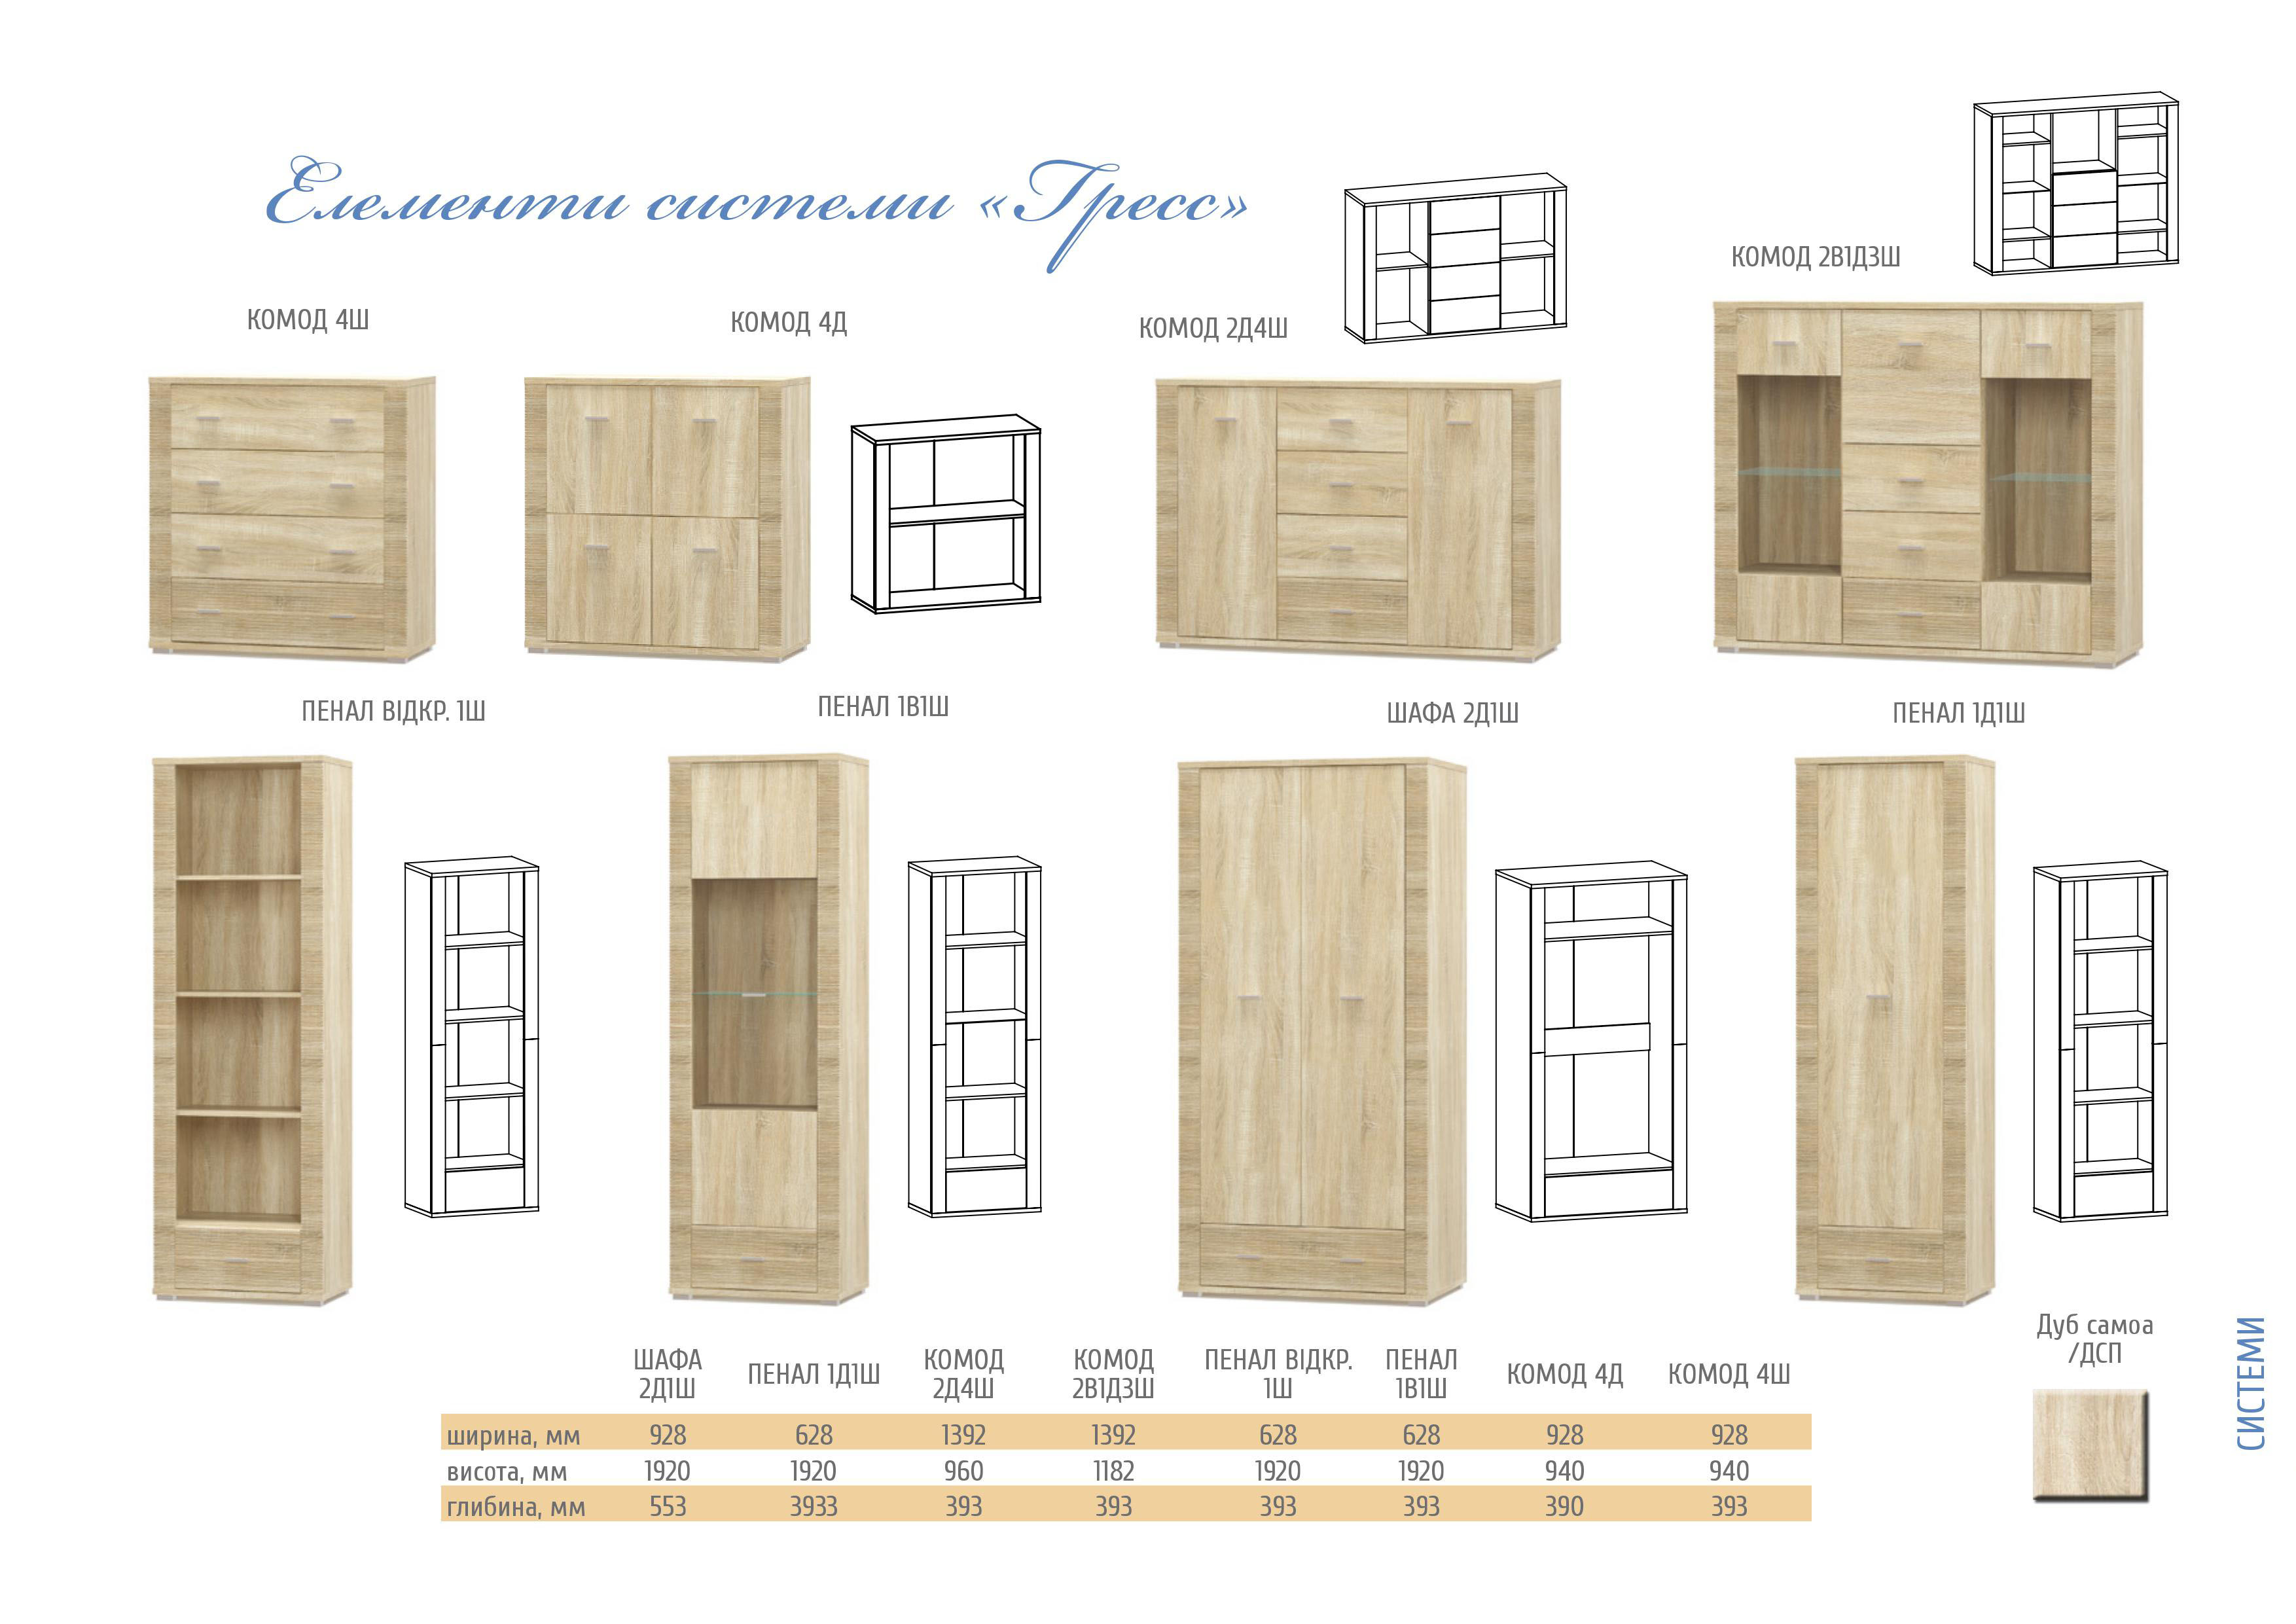 Елементи системи «Гресс»
КОМОД 2В1Д3Ш
КОМОД 4Ш
КОМОД 4Д
КОМОД 2Д4Ш
ПЕНАЛ ВІДКР. 1Ш
ПЕНАЛ 1В1Ш
ШАФА 2Д1Ш
ПЕНАЛ 1Д1Ш
Дуб самоа
/ДСП
СИСТЕМИ
ШАФА 2Д1Ш ПЕНАЛ 1Д1Ш КОМОД 2Д4Ш КОМОД 2В1Д3Ш ПЕНАЛ ВІДКР. 1Ш ПЕНАЛ 1В1Ш КОМОД 4Д КОМОД 4Ш
ширина, мм 928 628 1392 1392 628 628 928 928
висота, мм 1920 1920 960 1182 1920 1920 940 940
глибина, мм 553 3933 393 393 393 393 390 393